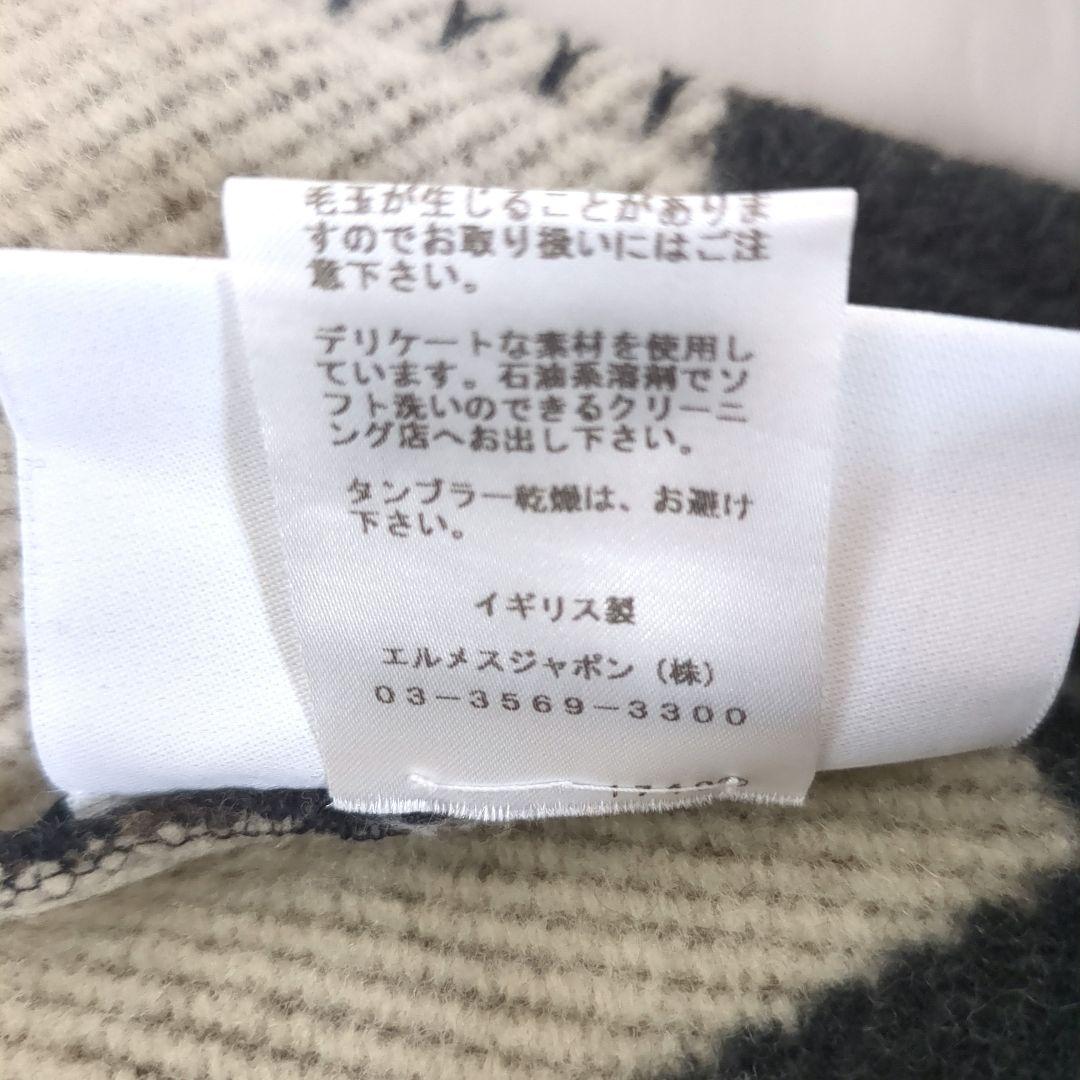 毛玉が生じることがありま
すのでお取り扱いにはご注
意下さい。
デリケートな素材を使用し
ています。石油系溶剤でソ
フト洗いのできるクリーニ
ング店へお出し下さい。
タンブラー乾燥は、お避け
下さい。
イギリス製
エルメスジャポン（株）
03-3569-3300